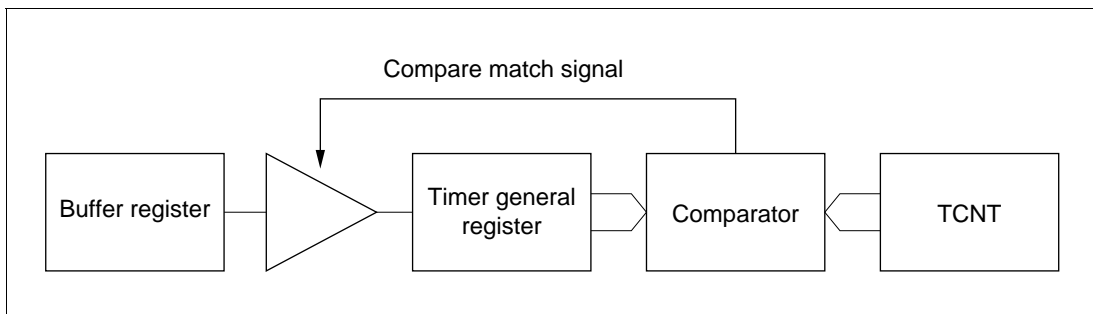 Compare match signal
Buffer register
Timer general
register
Comparator
TCNT